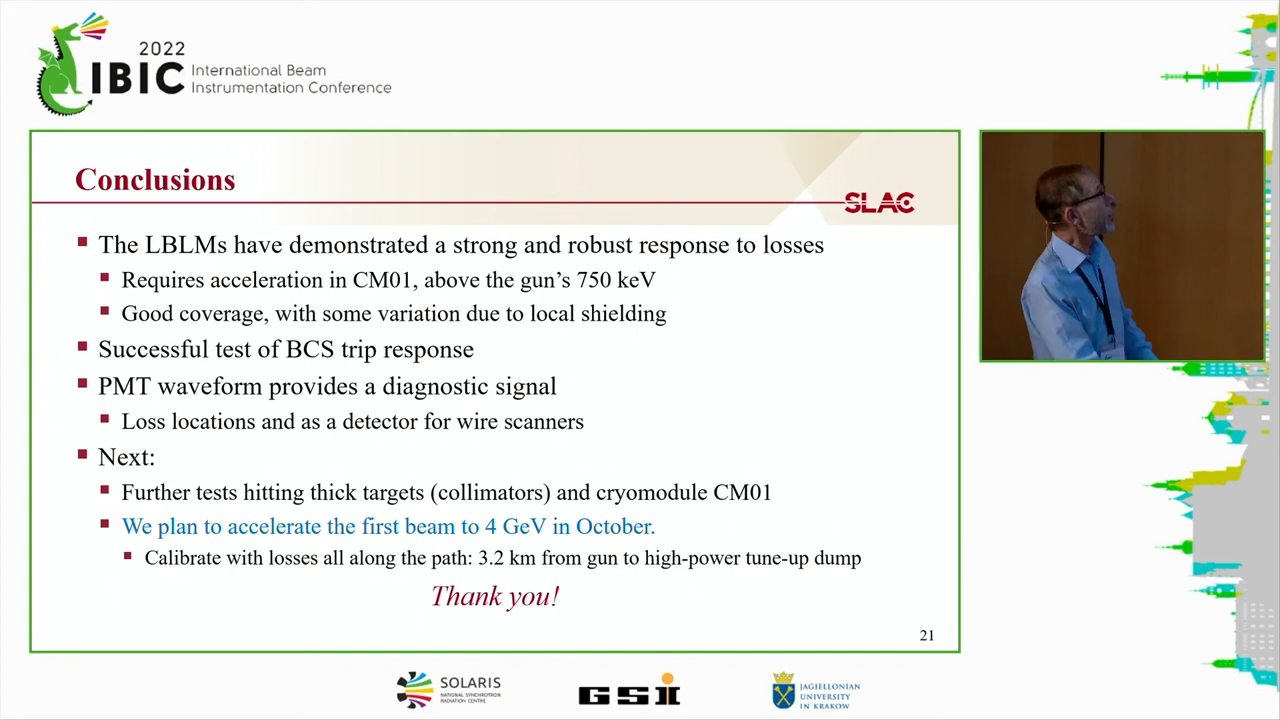 2022
IBIC International Beam
Instrumentation Conference
Conclusions
SLAC
The LBLMs have demonstrated a strong and robust response to losses
Requires acceleration in CM01, above the gun’s 750 keV
Good coverage, with some variation due to local shielding
Successful test of BCS trip response
PMT waveform provides a diagnostic signal
Loss locations and as a detector for wire scanners
Next:
Further tests hitting thick targets (collimators) and cryomodule CM01
We plan to accelerate the first beam to 4 GeV in October.
Calibrate with losses all along the path: 3.2 km from gun to high-power tune-up dump
Thank you!
21
SOLARIS
NATIONAL SYNCHROTRON
RADIATION CENTRE
GSI
JAGIELLONIAN
UNIVERSITY
IN KRAKOW